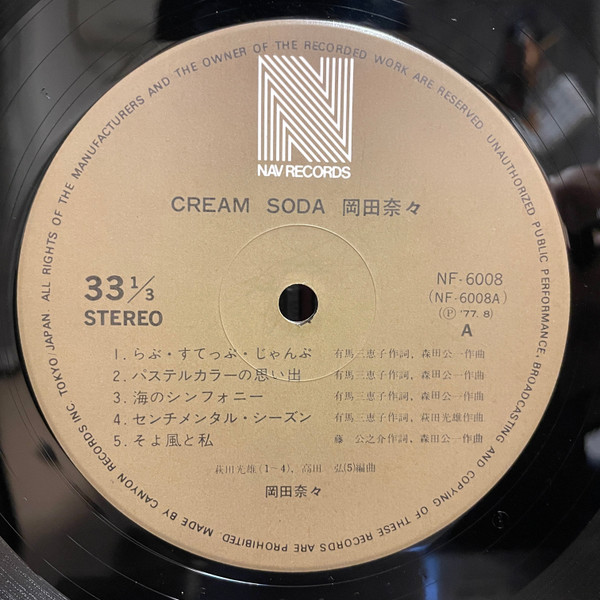 ALL RIGHTS OF THE MANUFACTURERS AND THE OWNER OF THE RECORDED WORK ARE RESERVED. UNAUTHORIZED PUBLIC PERFORMANCE, BROADCASTING AND COPYING OF THESE RECORDS ARE PROHIBITED. MADE BY CANYON RECORDS INC. TOKYO JAPAN.
N
NAV RECORDS
CREAM SODA 岡田奈々
33 1/3
STEREO
NF-6008
(NF-6008A)
(Ⓟ '77. 8)
A
1. らぶ・すてっぷ・じゃんぷ 有馬三恵子作詞、森田公一作曲
2. パステルカラーの思い出 有馬三恵子作詞、森田公一作曲
3. 海のシンフォニー 有馬三恵子作詞、森田公一作曲
4. センチメンタル・シーズン 有馬三恵子作詞、萩田光雄作曲
5. そよ風と私 藤 公之介作詞、森田公一作曲
萩田光雄(1~4)、高田 弘(5)編曲
岡田奈々